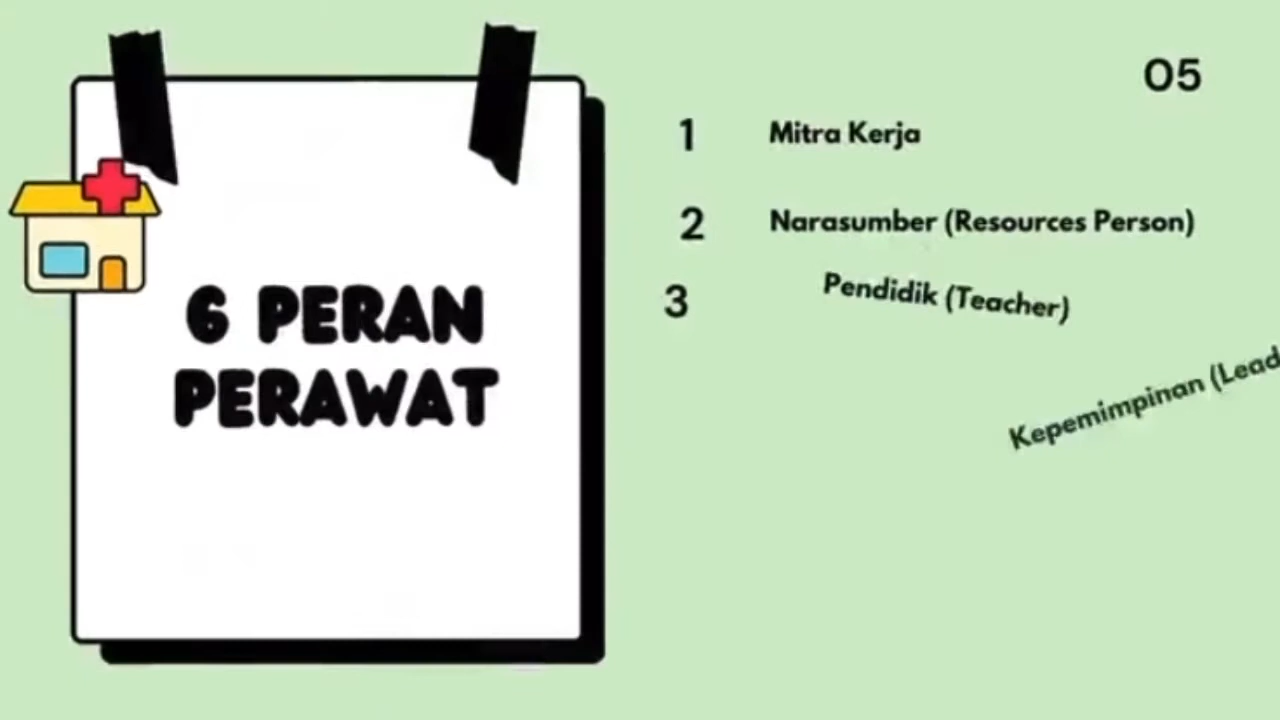 05
6 PERAN
PERAWAT
1 Mitra Kerja
2 Narasumber (Resources Person)
3 Pendidik (Teacher)
Kepemimpinan (Lead